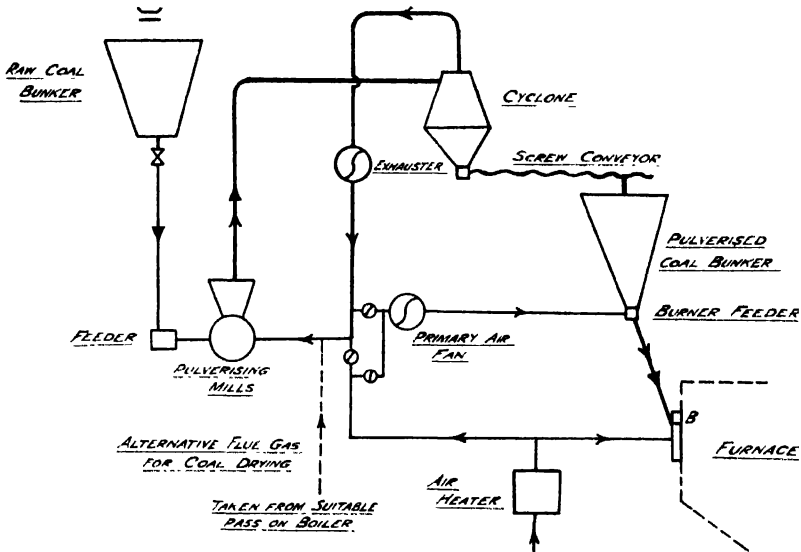 RAW COAL
BUNKER
CYCLONE
EXHAUSTER
SCREW CONVEYOR
PULVERISED
COAL BUNKER
BURNER FEEDER
FEEDER
PULVERISING
MILLS
PRIMARY AIR
FAN
B
FURNACE
ALTERNATIVE FLUE GAS
FOR COAL DRYING
TAKEN FROM SUITABLE
PASS ON BOILER
AIR
HEATER